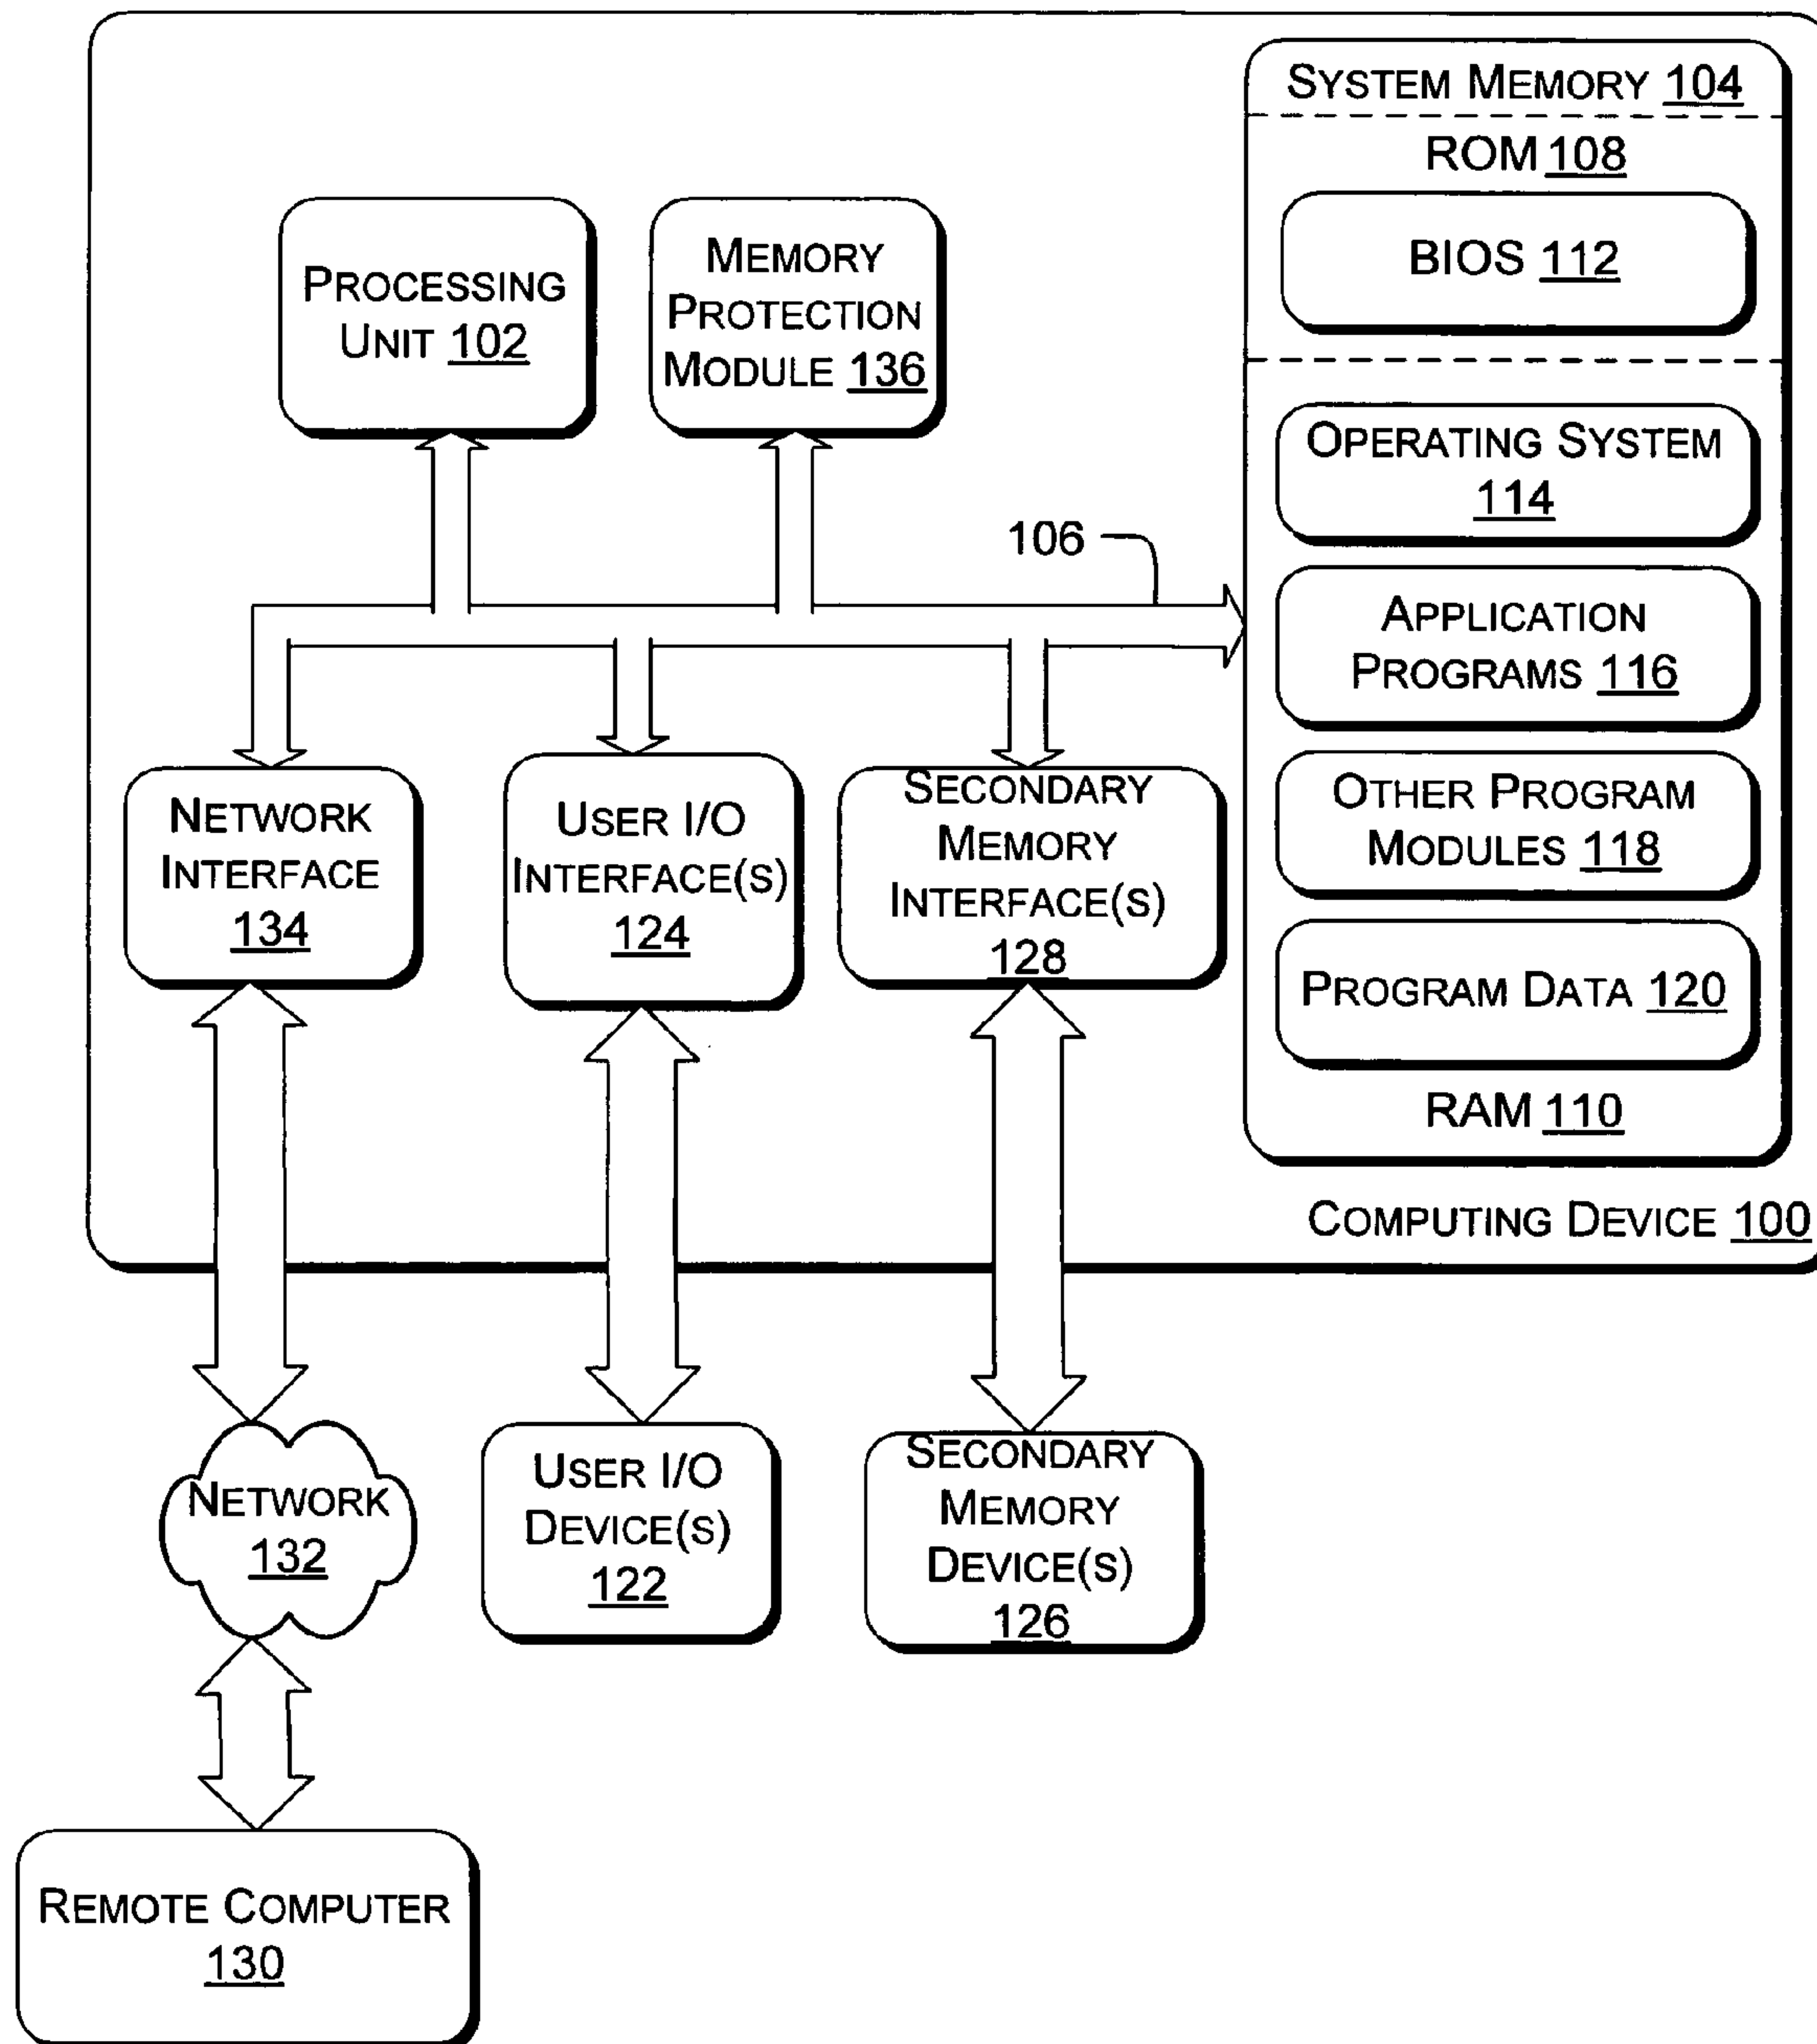 SYSTEM MEMORY 104
ROM 108
BIOS 112
PROCESSING
UNIT 102
MEMORY
PROTECTION
MODULE 136
OPERATING SYSTEM
114
106
APPLICATION
PROGRAMS 116
OTHER PROGRAM
MODULES 118
PROGRAM DATA 120
RAM 110
NETWORK
INTERFACE
134
USER I/O
INTERFACE(S)
124
SECONDARY
MEMORY
INTERFACE(S)
128
COMPUTING DEVICE 100
NETWORK
132
USER I/O
DEVICE(S)
122
SECONDARY
MEMORY
DEVICE(S)
126
REMOTE COMPUTER
130